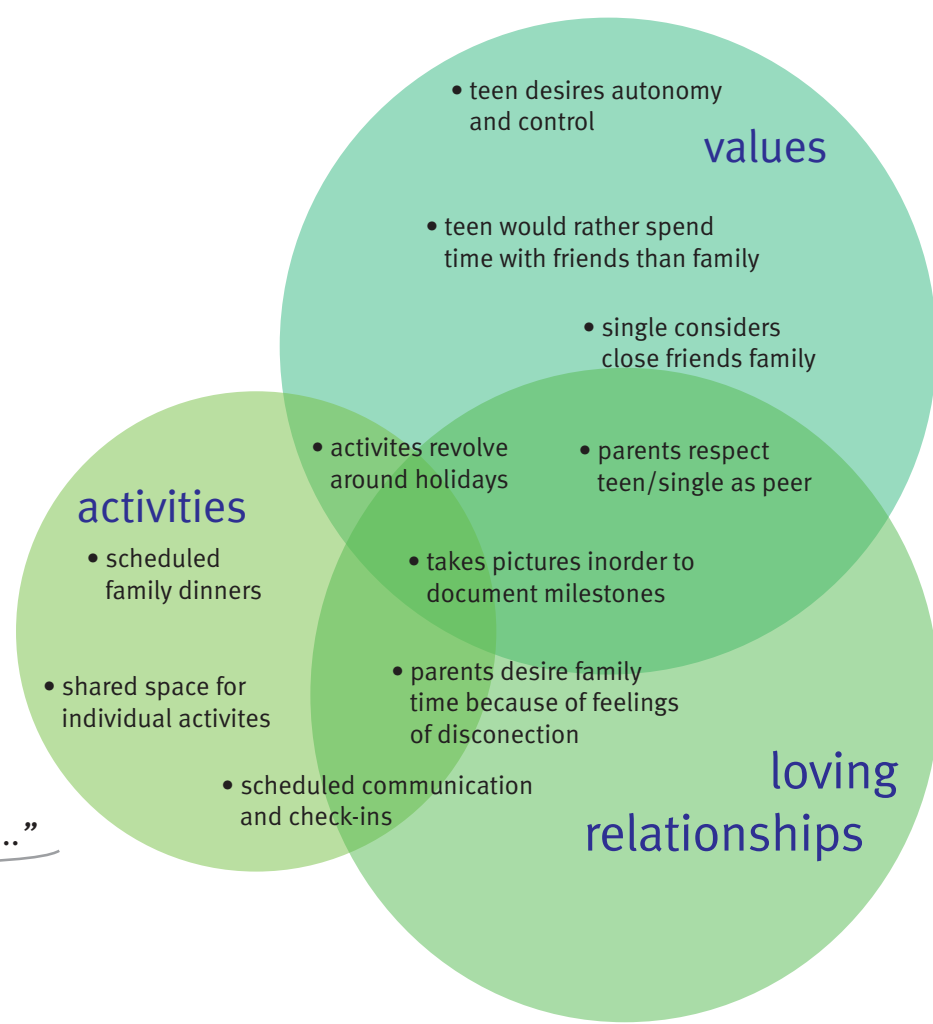 • teen desires autonomy
and control
values
• teen would rather spend
time with friends than family
• single considers
close friends family
• activites revolve
around holidays
• parents respect
teen/single as peer
activities
• scheduled
family dinners
• takes pictures inorder to
document milestones
• shared space for
individual activites
• parents desire family
time because of feelings
of disconection
• scheduled communication
and check-ins
loving
relationships
..”